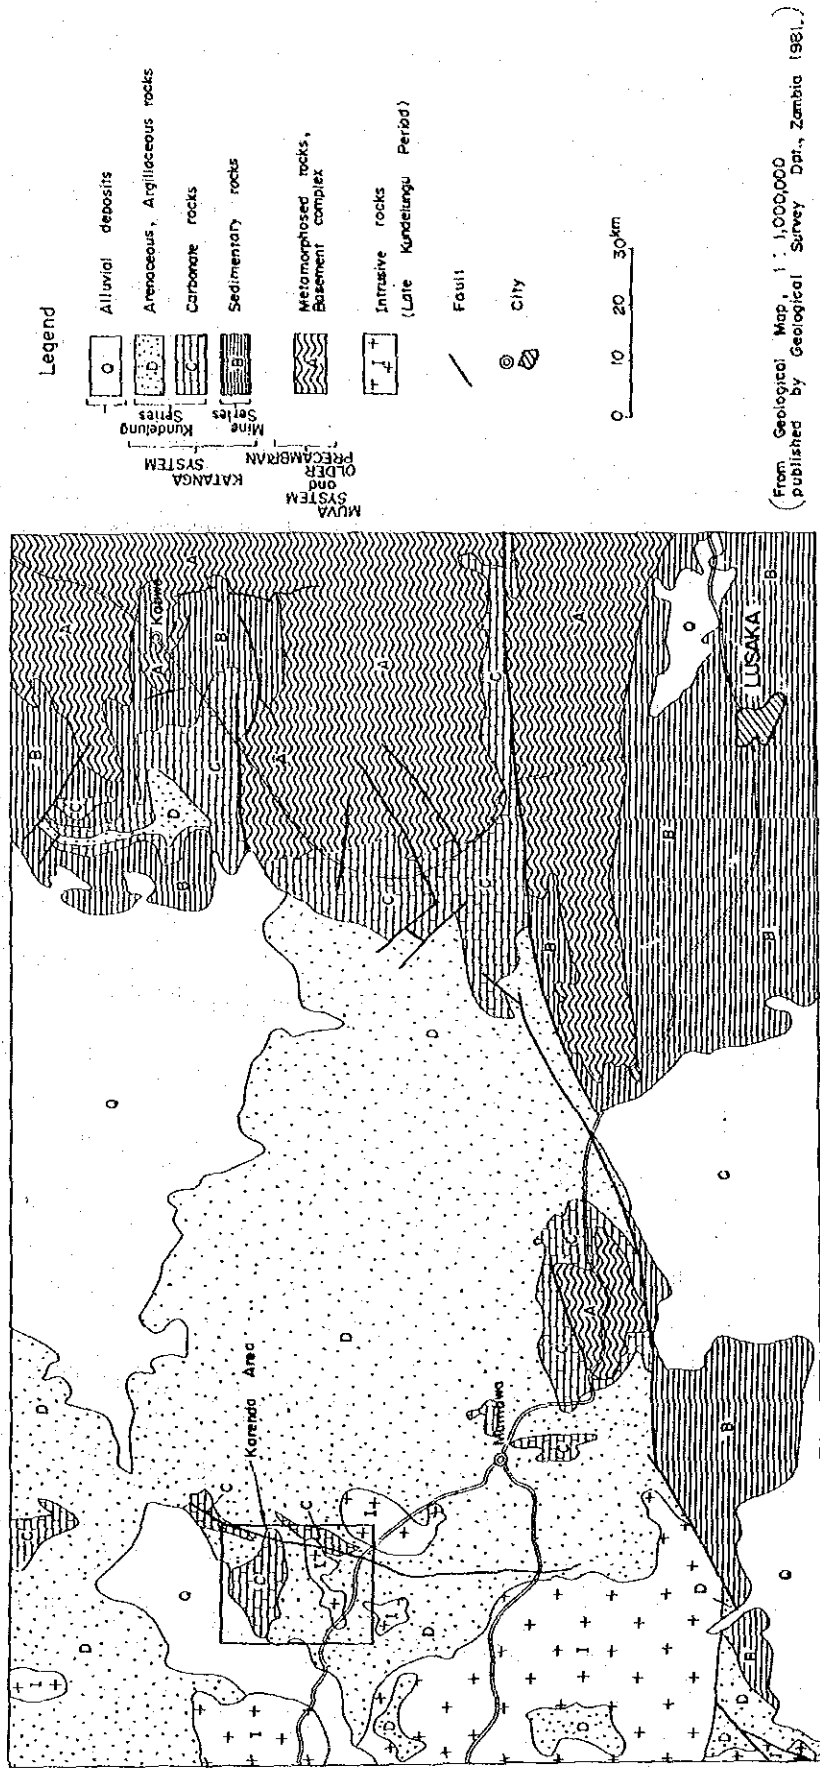 Legend
Q Alluvial deposits
D Arenaceous, Argillaceous rocks
C Carbonate rocks
B Sedimentary rocks
A Metamorphosed rocks,
Basement complex
I Intrusive rocks
(Late Kundelungu Period)
Fault
City
Kundelung
Series
Mine
Series
KATANGA
SYSTEM
MUVA
SYSTEM
and
OLDER
PRECAMBRIAN
0 10 20 30km
(From Geological Map, 1 : 1,000,000
published by Geological Survey Dpt., Zambia 1981.)
Karenda Area
Mumbwa
Kabwe
LUSAKA